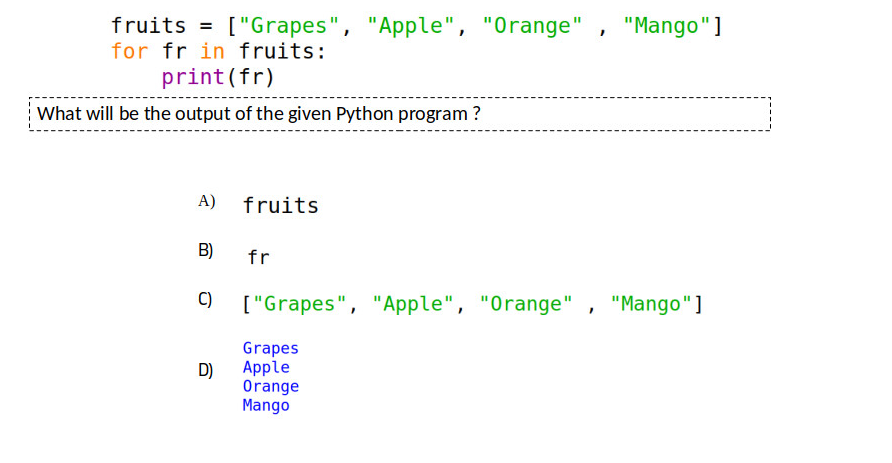 fruits = ["Grapes", "Apple", "Orange" , "Mango"]
for fr in fruits:
    print(fr)
What will be the output of the given Python program ?
A) fruits
B) fr
C) ["Grapes", "Apple", "Orange" , "Mango"]
D) Grapes
Apple
Orange
Mango